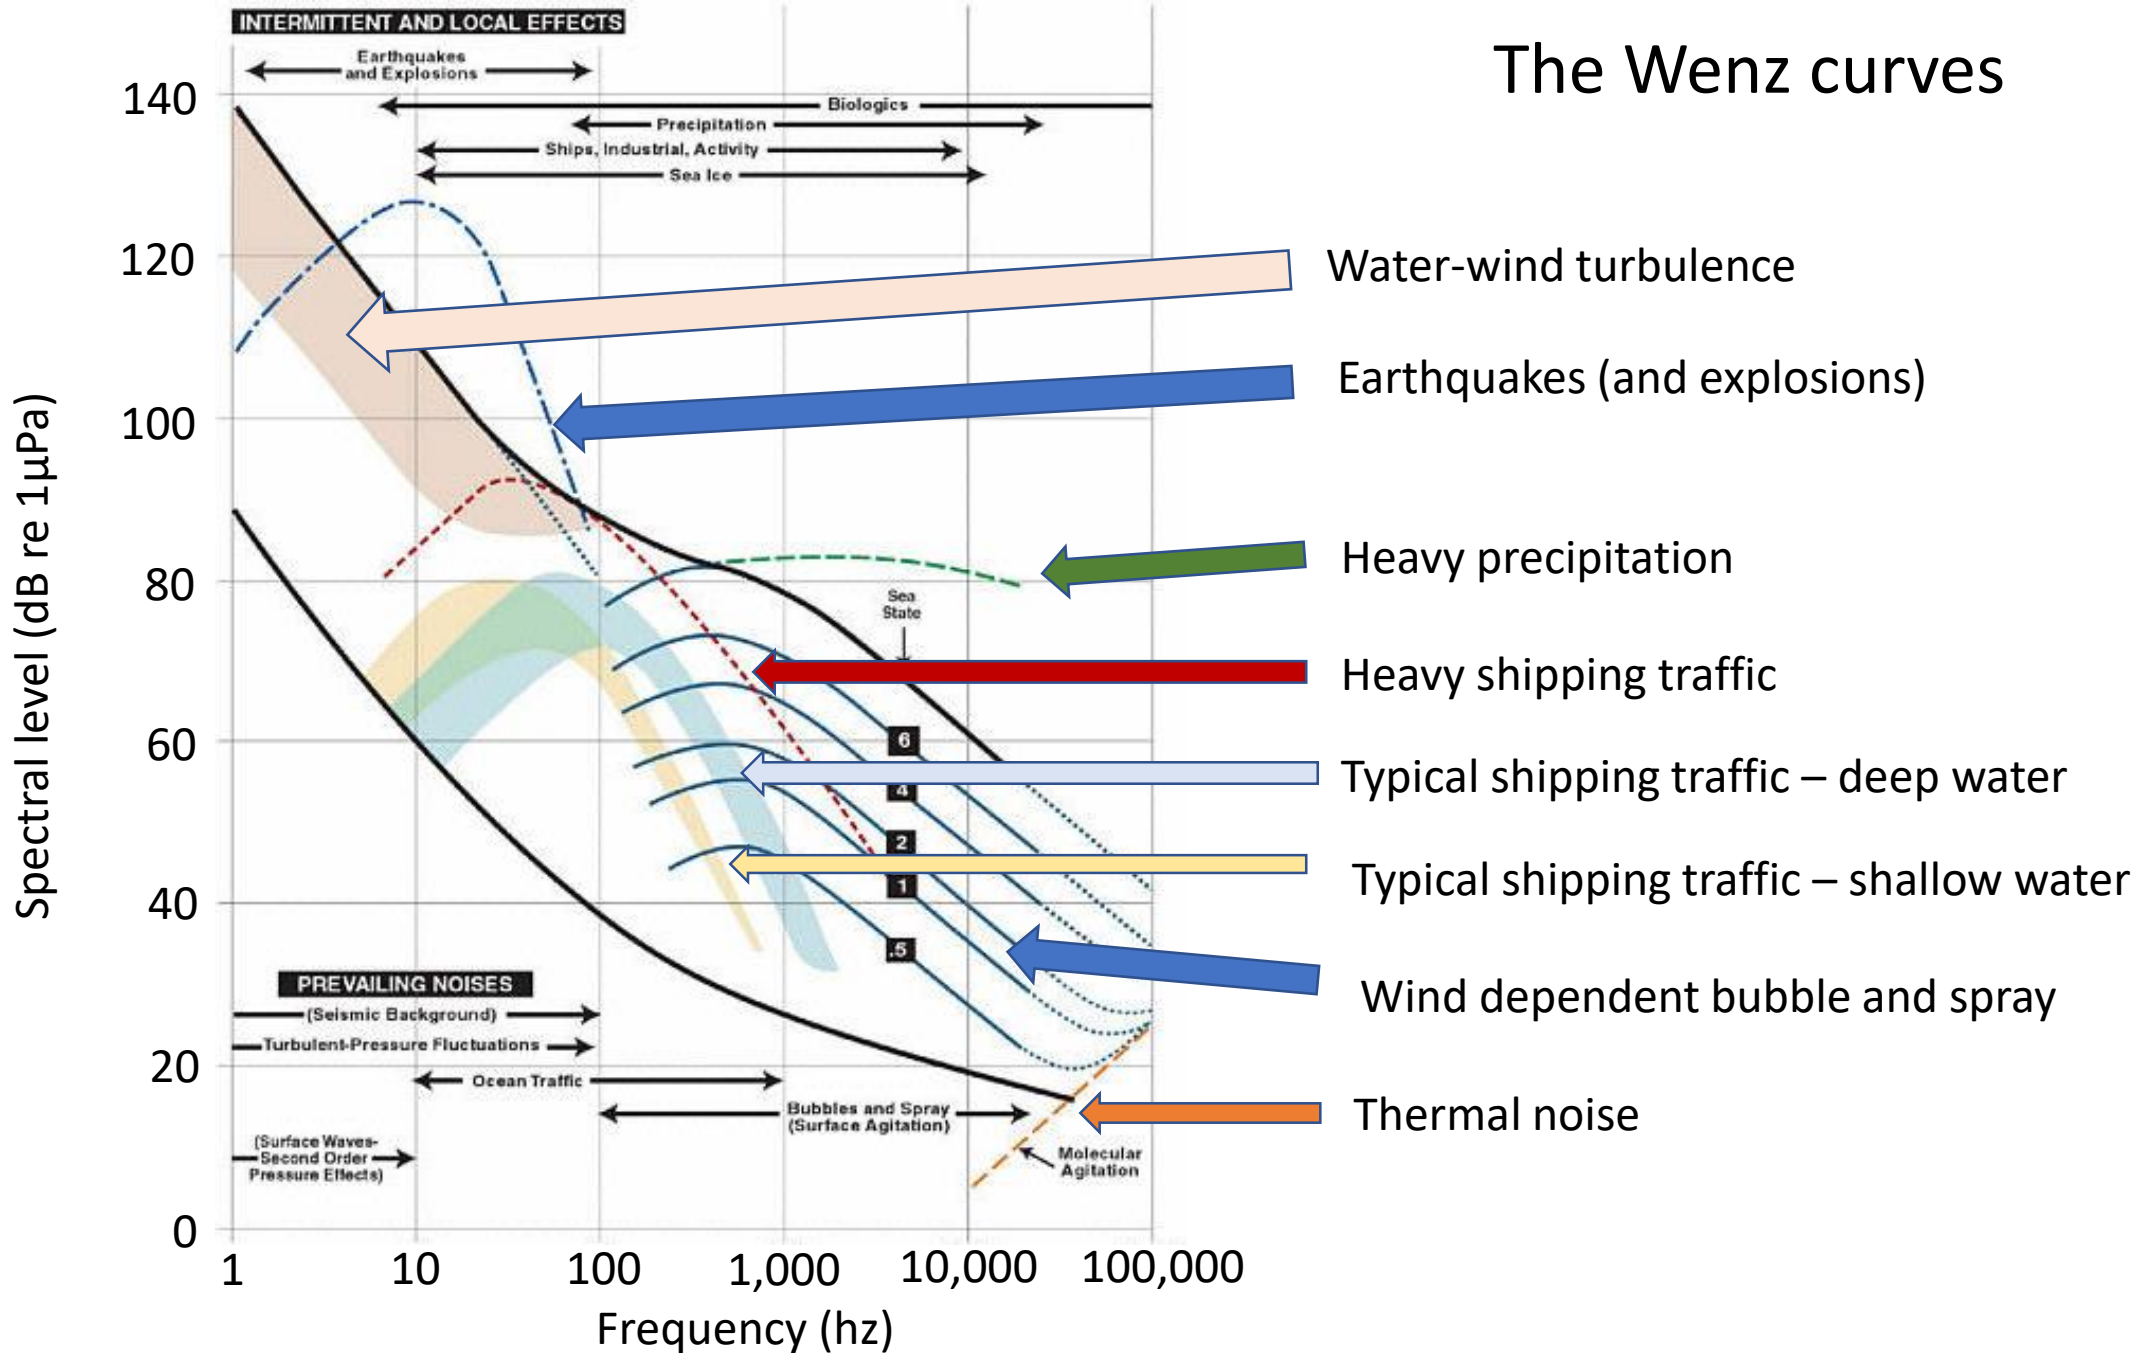 INTERMITTENT AND LOCAL EFFECTS
The Wenz curves
Earthquakes
and Explosions
Biologics
Precipitation
Ships, Industrial, Activity
Sea Ice
140
120
100
80
60
40
20
0
Spectral level (dB re 1µPa)
Water-wind turbulence
Earthquakes (and explosions)
Heavy precipitation
Sea
State
Heavy shipping traffic
6
Typical shipping traffic – deep water
4
2
Typical shipping traffic – shallow water
1
.5
Wind dependent bubble and spray
PREVAILING NOISES
(Seismic Background)
Turbulent-Pressure Fluctuations
Ocean Traffic
Bubbles and Spray
(Surface Agitation)
Thermal noise
(Surface Waves-
Second Order
Pressure Effects)
Molecular
Agitation
1
10
100
1,000
10,000
100,000
Frequency (hz)